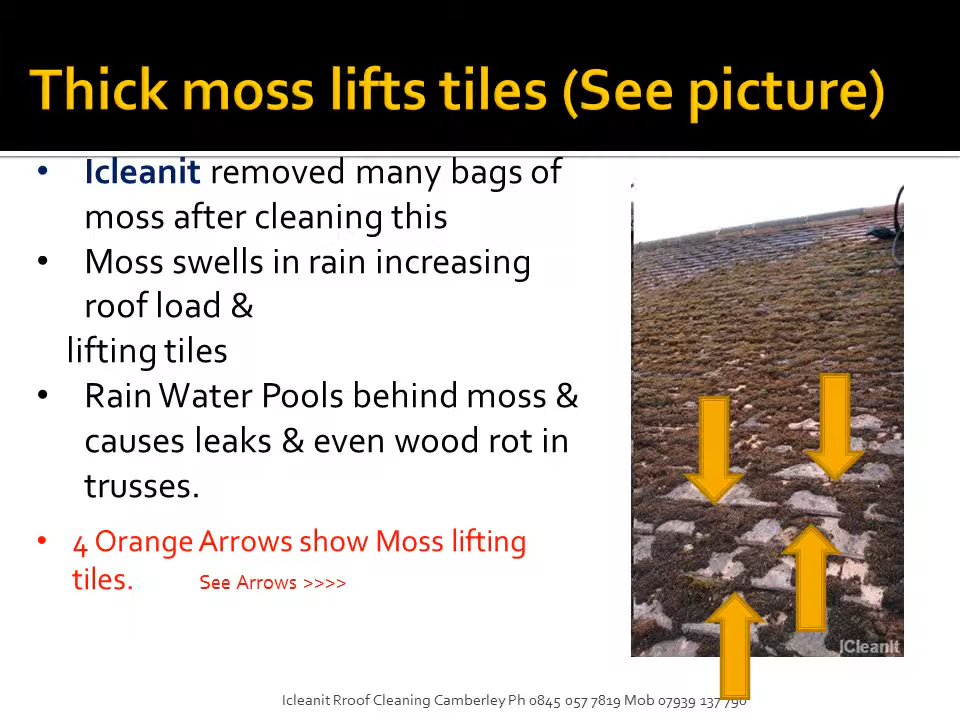 Thick moss lifts tiles (See picture)
• Icleanit removed many bags of
moss after cleaning this
• Moss swells in rain increasing
roof load &
lifting tiles
• Rain Water Pools behind moss &
causes leaks & even wood rot in
trusses.
• 4 Orange Arrows show Moss lifting
tiles. See Arrows >>>>
iCleanit
Icleanit Rroof Cleaning Camberley Ph 0845 057 7819 Mob 07939 137 790